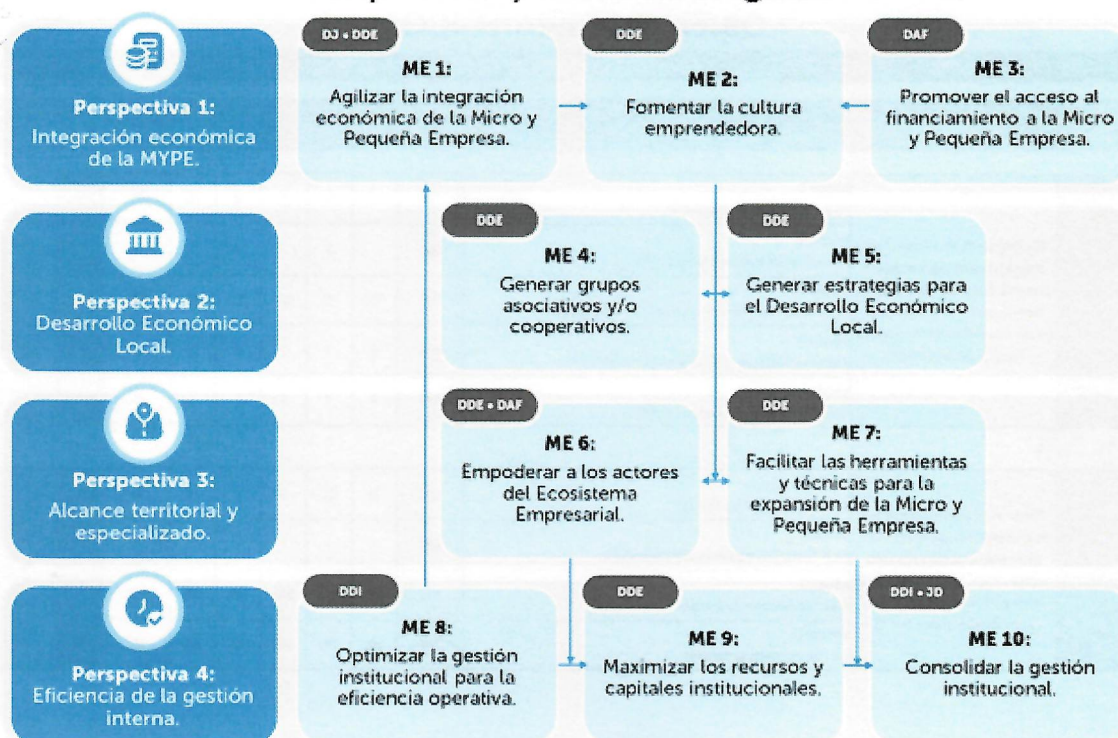 Perspectiva 1:
Integración económica
de la MYPE.
DJ • DDE
ME 1:
Agilizar la integración
económica de la Micro y
Pequeña Empresa.
DDE
ME 2:
Fomentar la cultura
emprendedora.
DAF
ME 3:
Promover el acceso al
financiamiento a la Micro
y Pequeña Empresa.
Perspectiva 2:
Desarrollo Económico
Local.
DDE
ME 4:
Generar grupos
asociativos y/o
cooperativos.
DDE
ME 5:
Generar estrategias para
el Desarrollo Económico
Local.
Perspectiva 3:
Alcance territorial y
especializado.
DDE • DAF
ME 6:
Empoderar a los actores
del Ecosistema
Empresarial.
DDE
ME 7:
Facilitar las herramientas
y técnicas para la
expansión de la Micro y
Pequeña Empresa.
Perspectiva 4:
Eficiencia de la gestión
interna.
DDI
ME 8:
Optimizar la gestión
institucional para la
eficiencia operativa.
DDE
ME 9:
Maximizar los recursos y
capitales institucionales.
DDI • JD
ME 10:
Consolidar la gestión
institucional.